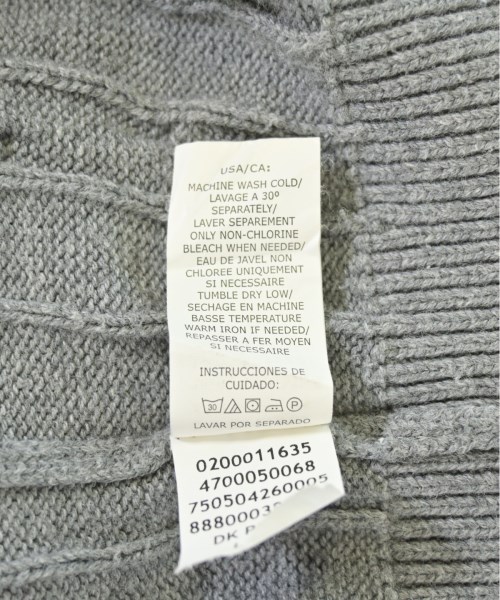 USA/CA:
MACHINE WASH COLD/
LAVAGE A 30º
SEPARATELY/
LAVER SEPAREMENT
ONLY NON-CHLORINE
BLEACH WHEN NEEDED/
EAU DE JAVEL NON
CHLOREE UNIQUEMENT
SI NECESSAIRE
TUMBLE DRY LOW/
SECHAGE EN MACHINE
BASSE TEMPERATURE
WARM IRON IF NEEDED/
REPASSER A FER MOYEN
SI NECESSAIRE
INSTRUCCIONES DE
CUIDADO:
30 P
LAVAR POR SEPARADO
0200011635
4700050068
750504260005
DK